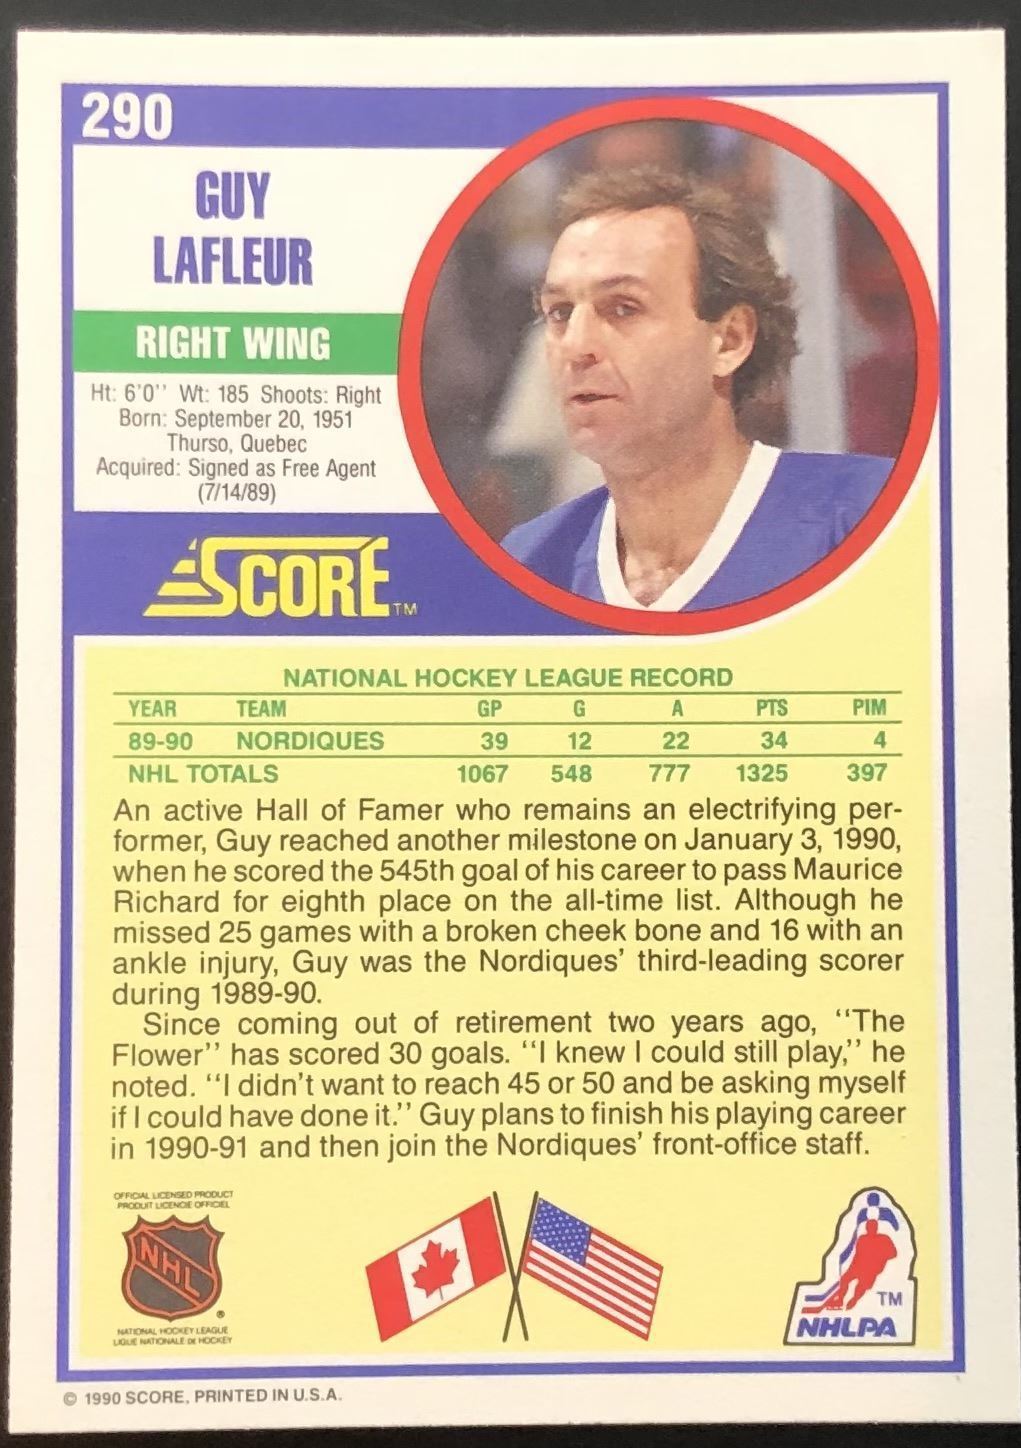 290
GUY
LAFLEUR
RIGHT WING
Ht: 6'0'' Wt: 185 Shoots: Right
Born: September 20, 1951
Thurso, Quebec
Acquired: Signed as Free Agent
(7/14/89)
SCORE TM
NATIONAL HOCKEY LEAGUE RECORD
YEAR TEAM GP G A PTS PIM
89-90 NORDIQUES 39 12 22 34 4
NHL TOTALS 1067 548 777 1325 397
An active Hall of Famer who remains an electrifying per-
former, Guy reached another milestone on January 3, 1990,
when he scored the 545th goal of his career to pass Maurice
Richard for eighth place on the all-time list. Although he
missed 25 games with a broken cheek bone and 16 with an
ankle injury, Guy was the Nordiques' third-leading scorer
during 1989-90.
Since coming out of retirement two years ago, ''The
Flower'' has scored 30 goals. ''I knew I could still play,'' he
noted. ''I didn't want to reach 45 or 50 and be asking myself
if I could have done it.'' Guy plans to finish his playing career
in 1990-91 and then join the Nordiques' front-office staff.
OFFICIAL LICENSED PRODUCT
PRODUIT LICENCIE OFFICIEL
NHL
®
NATIONAL HOCKEY LEAGUE
LIGUE NATIONALE DE HOCKEY
TM
NHLPA
© 1990 SCORE, PRINTED IN U.S.A.